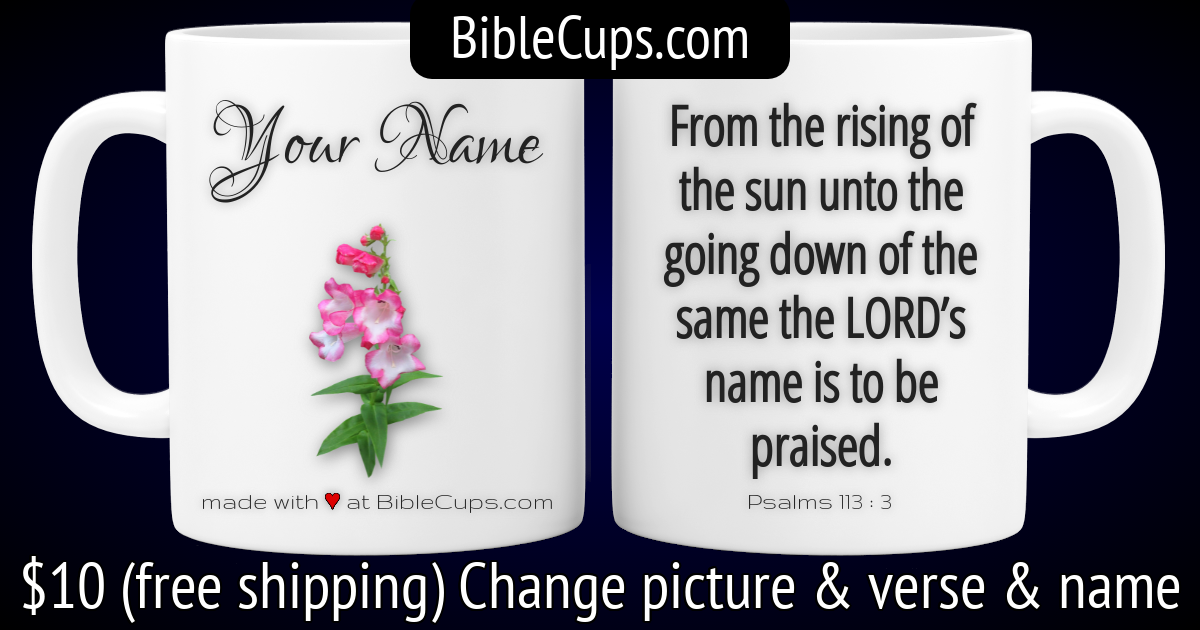 BibleCups.com
Your Name
made with ♥ at BibleCups.com
From the rising of
the sun unto the
going down of the
same the LORD’s
name is to be
praised.
Psalms 113 : 3
$10 (free shipping) Change picture & verse & name